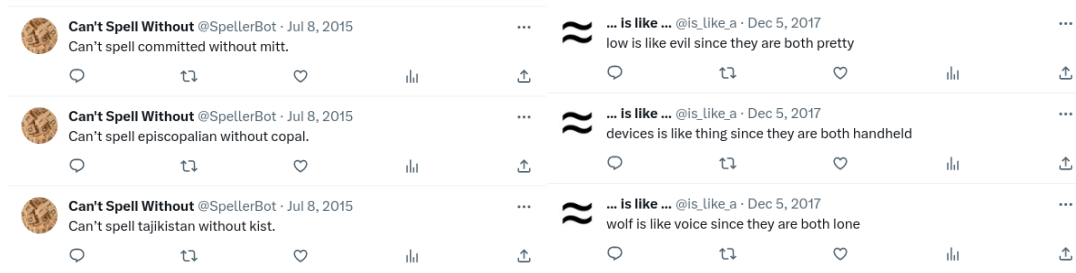 Can't Spell Without @SpellerBot · Jul 8, 2015
Can't spell committed without mitt.
Can't Spell Without @SpellerBot · Jul 8, 2015
Can't spell episcopalian without copal.
Can't Spell Without @SpellerBot · Jul 8, 2015
Can't spell tajikistan without kist.
... is like ... @is_like_a · Dec 5, 2017
low is like evil since they are both pretty
... is like ... @is_like_a · Dec 5, 2017
devices is like thing since they are both handheld
... is like ... @is_like_a · Dec 5, 2017
wolf is like voice since they are both lone